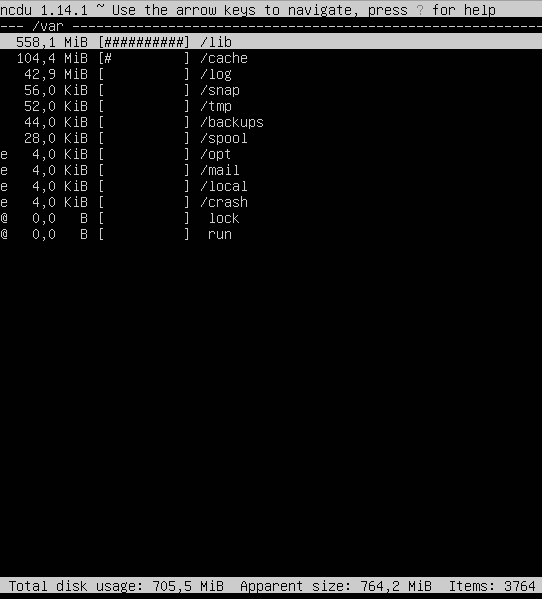 ncdu 1.14.1 ~ Use the arrow keys to navigate, press ? for help
--- /var ----------------------------------------------------------
  558,1 MiB [##########] /lib
  104,4 MiB [#         ] /cache
   42,9 MiB [          ] /log
   56,0 KiB [          ] /snap
   52,0 KiB [          ] /tmp
   44,0 KiB [          ] /backups
   28,0 KiB [          ] /spool
e   4,0 KiB [          ] /opt
e   4,0 KiB [          ] /mail
e   4,0 KiB [          ] /local
e   4,0 KiB [          ] /crash
@   0,0   B [          ]  lock
@   0,0   B [          ]  run
Total disk usage: 705,5 MiB  Apparent size: 764,2 MiB  Items: 3764